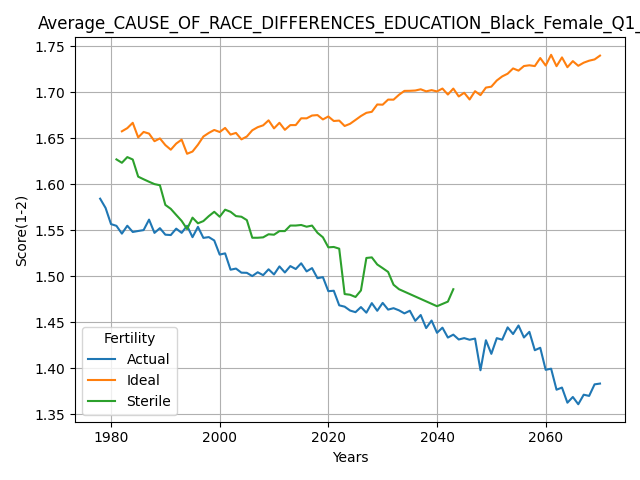 Average_CAUSE_OF_RACE_DIFFERENCES_EDUCATION_Black_Female_Q1_
1.75
1.70
1.65
1.60
1.55
1.50
1.45
1.40
1.35
Score(1-2)
Fertility
Actual
Ideal
Sterile
1980 2000 2020 2040 2060
Years